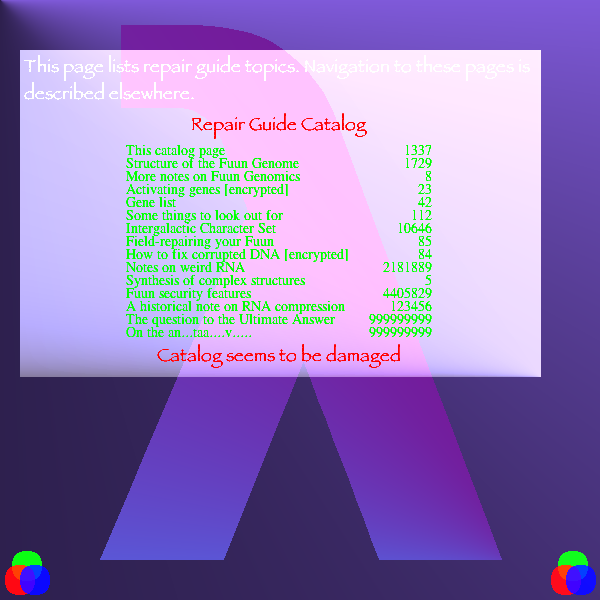 This page lists repair guide topics. Navigation to these pages is
described elsewhere.
Repair Guide Catalog
This catalog page 1337
Structure of the Fuun Genome 1729
More notes on Fuun Genomics 8
Activating genes [encrypted] 23
Gene list 42
Some things to look out for 112
Intergalactic Character Set 10646
Field-repairing your Fuun 85
How to fix corrupted DNA [encrypted] 84
Notes on weird RNA 2181889
Synthesis of complex structures 5
Fuun security features 4405829
A historical note on RNA compression 123456
The question to the Ultimate Answer 999999999
On the an...taa....v..... 999999999
Catalog seems to be damaged